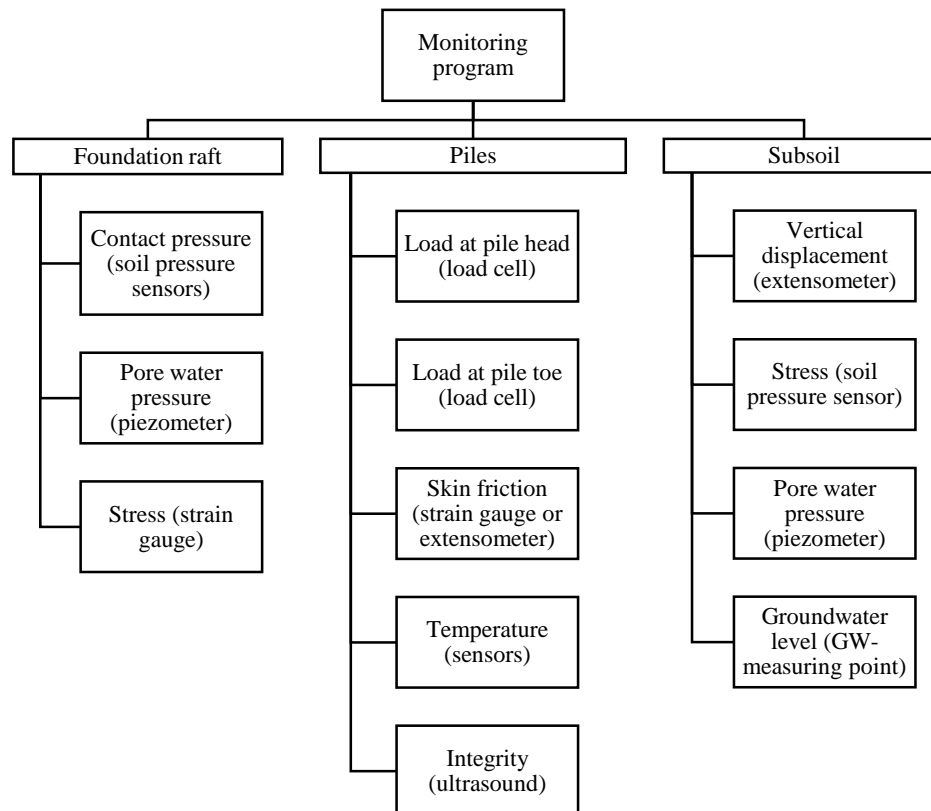 Monitoring
program
Foundation raft
Piles
Subsoil
Contact pressure
(soil pressure
sensors)
Pore water
pressure
(piezometer)
Stress (strain
gauge)
Load at pile head
(load cell)
Load at pile toe
(load cell)
Skin friction
(strain gauge or
extensometer)
Temperature
(sensors)
Integrity
(ultrasound)
Vertical
displacement
(extensometer)
Stress (soil
pressure sensor)
Pore water
pressure
(piezometer)
Groundwater
level (GW-
measuring point)